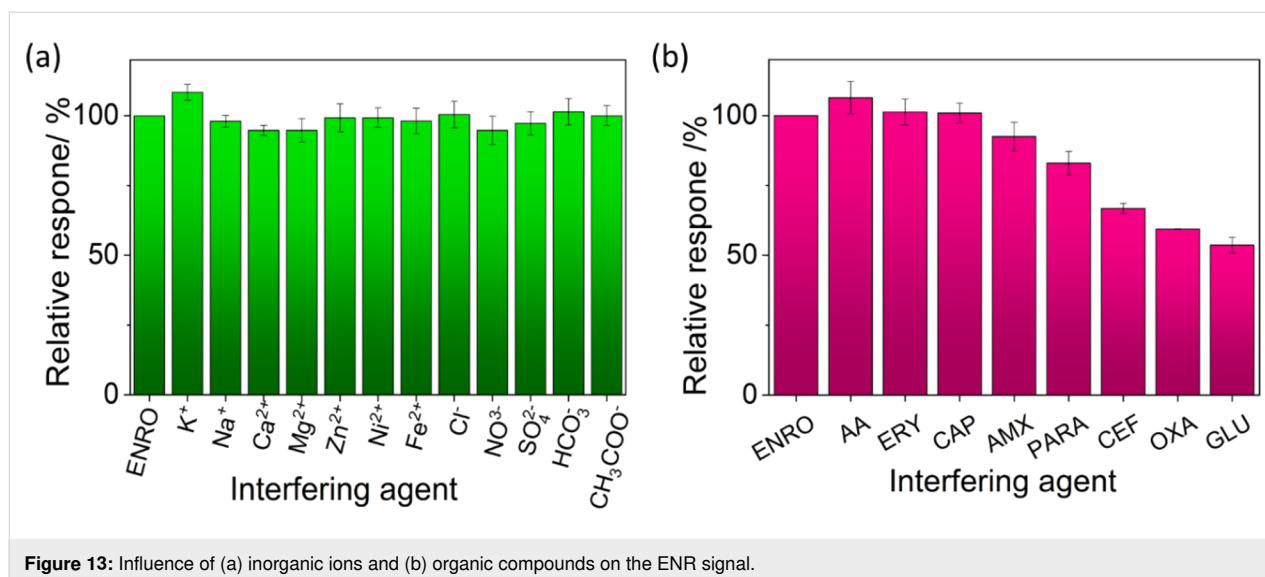 (a)
Relative respone/ %
100
50
0
ENRO K⁺ Na⁺ Ca²⁺ Mg²⁺ Zn²⁺ Ni²⁺ Fe²⁺ Cl⁻ NO³⁻ SO₄²⁻ HCO₃⁻ CH₃COO⁻
Interfering agent
(b)
Relative respone /%
100
50
0
ENRO AA ERY CAP AMX PARA CEF OXA GLU
Interfering agent
Figure 13: Influence of (a) inorganic ions and (b) organic compounds on the ENR signal.